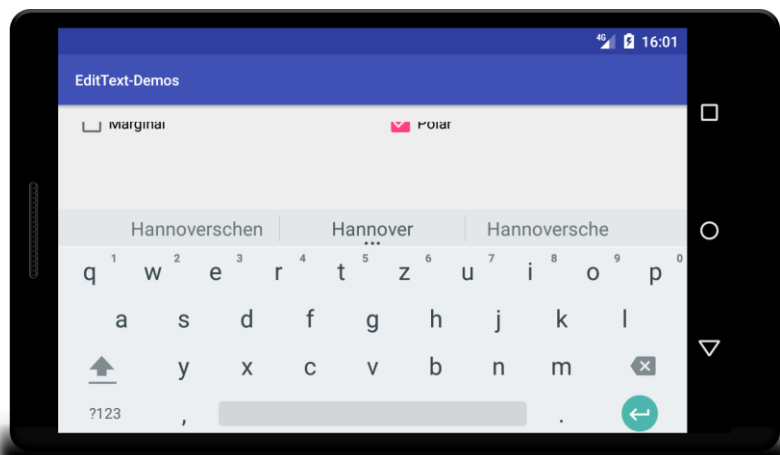 4G 16:01
EditText-Demos
Marginal Polar
Hannoverschen Hannover Hannoversche
q 1 w 2 e 3 r 4 t 5 z 6 u 7 i 8 o 9 p 0
a s d f g h j k l
y x c v b n m
?123 , .